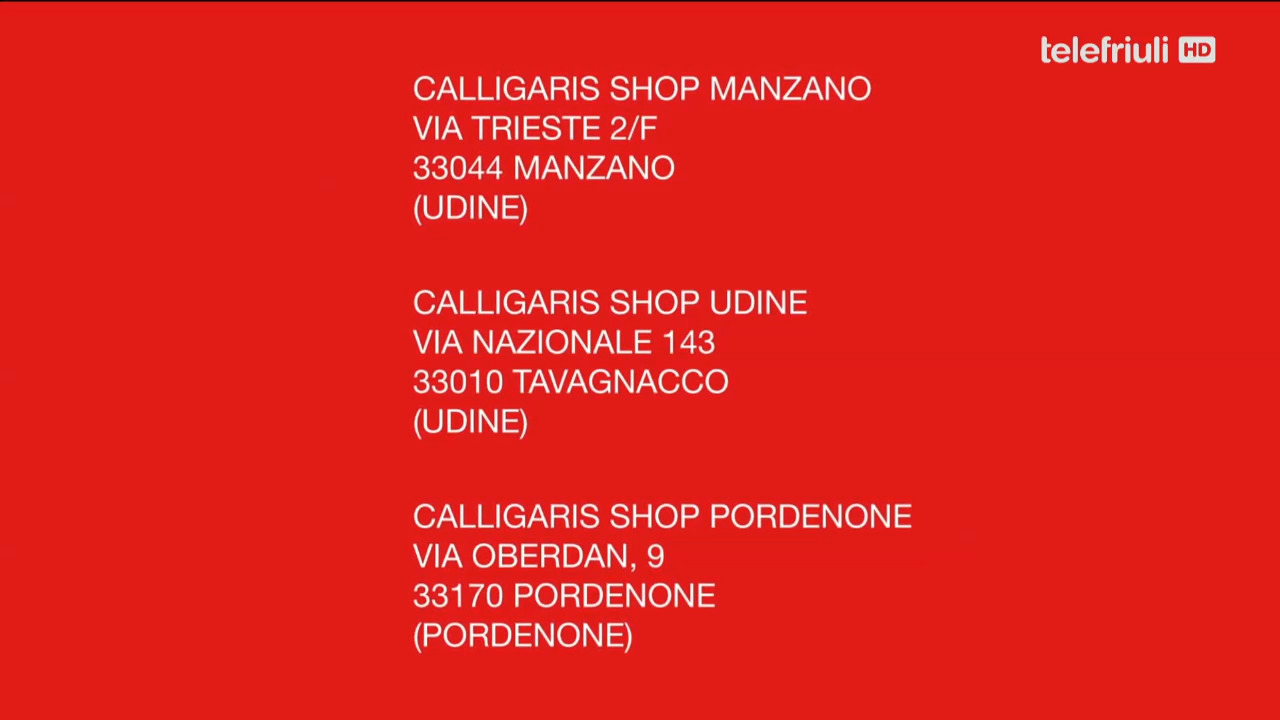 telefriuli HD
CALLIGARIS SHOP MANZANO
VIA TRIESTE 2/F
33044 MANZANO
(UDINE)
CALLIGARIS SHOP UDINE
VIA NAZIONALE 143
33010 TAVAGNACCO
(UDINE)
CALLIGARIS SHOP PORDENONE
VIA OBERDAN, 9
33170 PORDENONE
(PORDENONE)